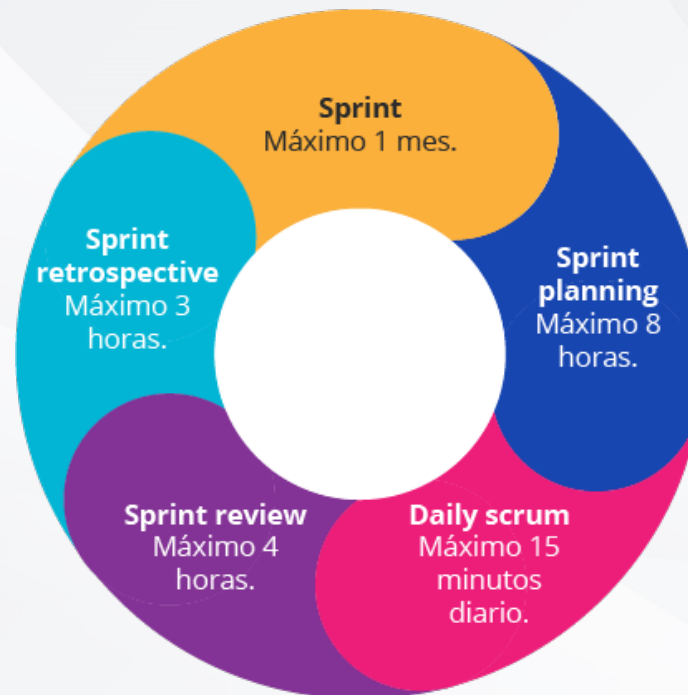 Sprint
Máximo 1 mes.
Sprint
planning
Máximo 8
horas.
Daily scrum
Máximo 15
minutos
diario.
Sprint review
Máximo 4
horas.
Sprint
retrospective
Máximo 3
horas.